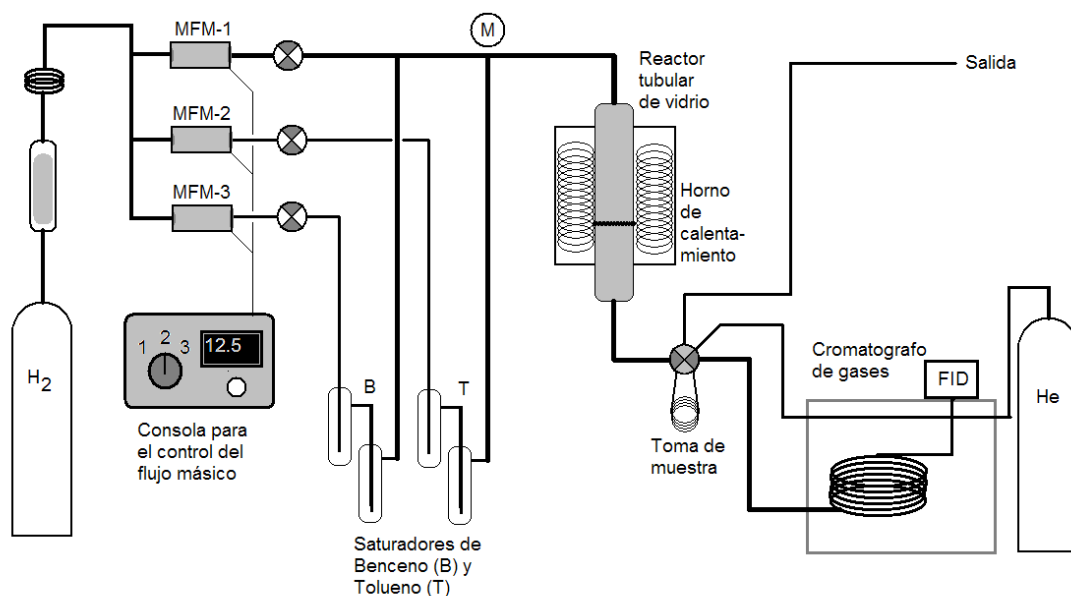 MFM-1
MFM-2
MFM-3
M
Reactor
tubular
de vidrio
Salida
Horno
de
calenta-
miento
H2
1 2 3
12.5
Consola para
el control del
flujo másico
B
T
Saturadores de
Benceno (B) y
Tolueno (T)
Toma de
muestra
Cromatografo
de gases
FID
He